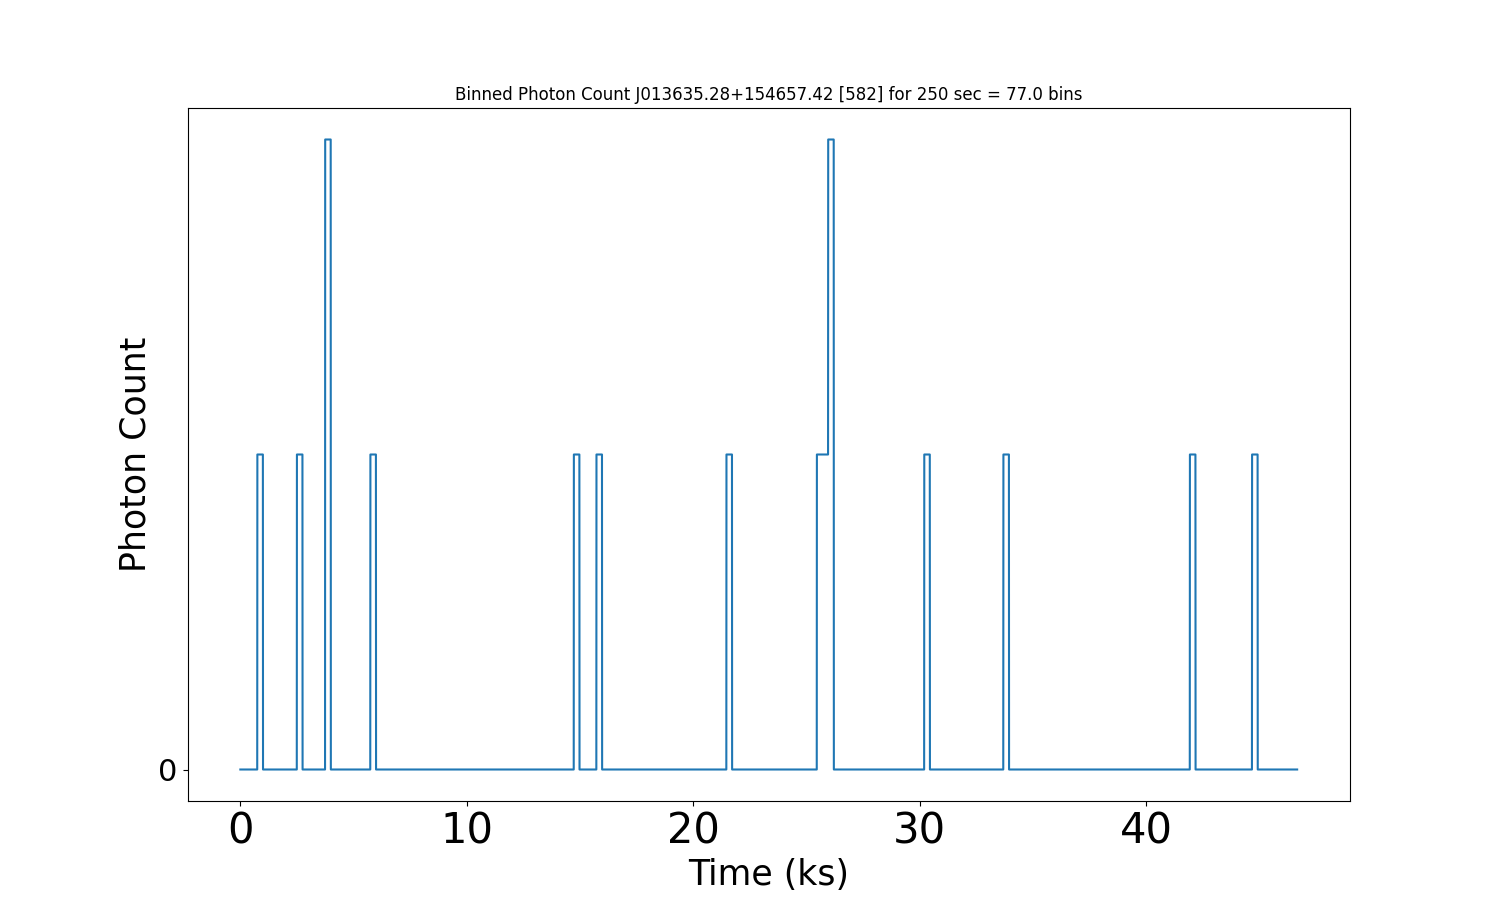 Binned Photon Count J013635.28+154657.42 [582] for 250 sec = 77.0 bins
Photon Count
0
0 10 20 30 40
Time (ks)